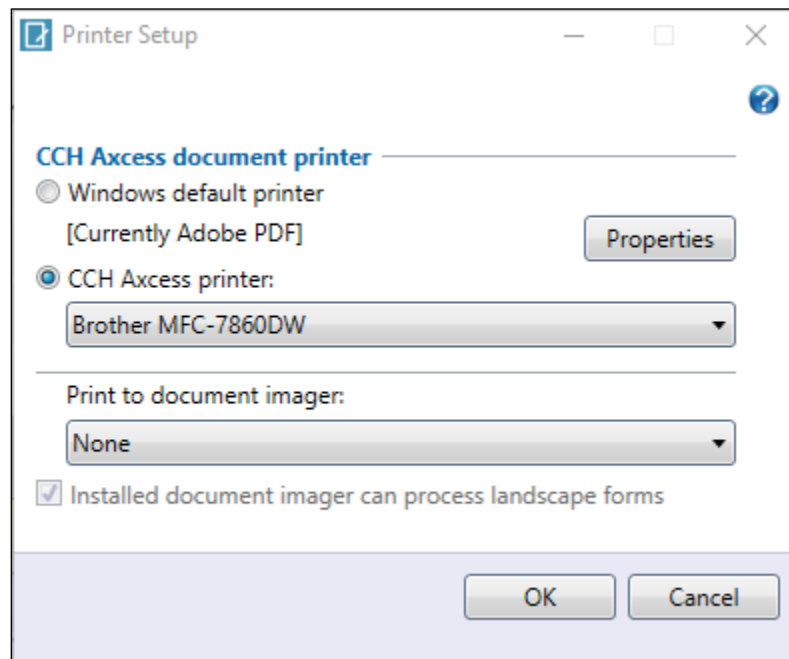 Printer Setup
?
CCH Axcess document printer
Windows default printer
[Currently Adobe PDF]
Properties
CCH Axcess printer:
Brother MFC-7860DW
Print to document imager:
None
Installed document imager can process landscape forms
OK
Cancel